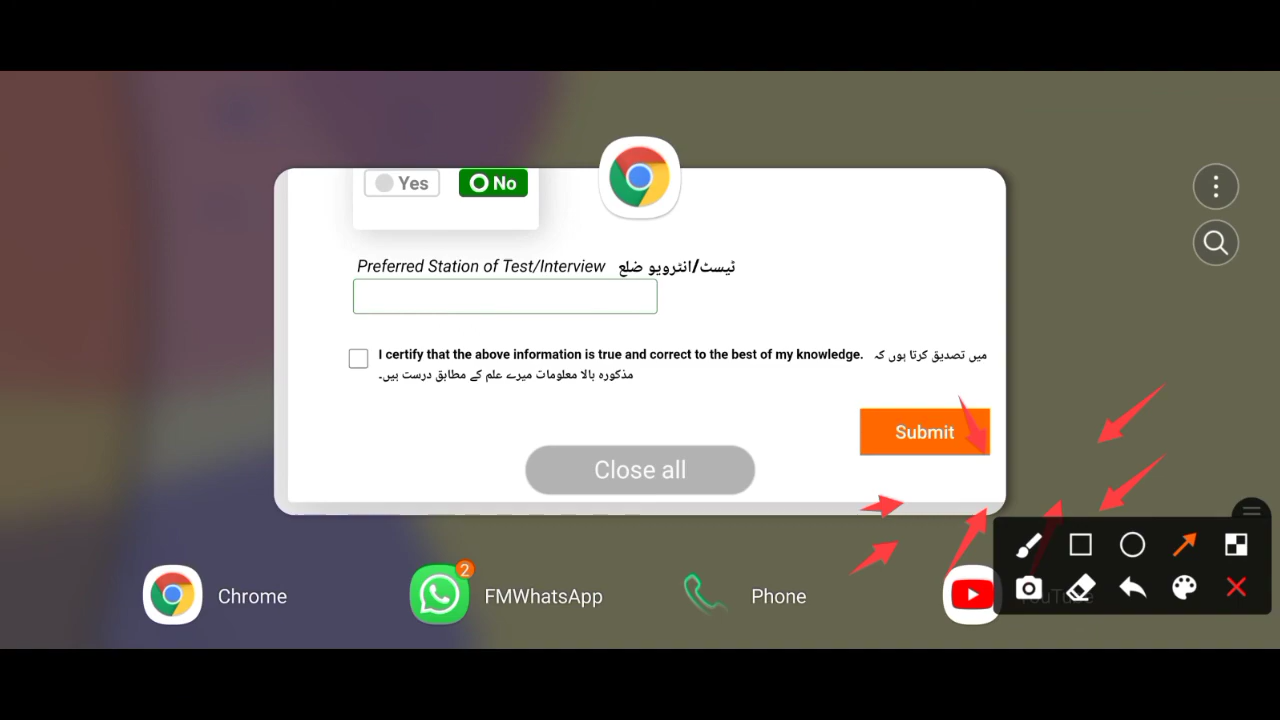 Yes No
Preferred Station of Test/Interview ٹیسٹ/انٹرویو ضلع
I certify that the above information is true and correct to the best of my knowledge. میں تصدیق کرتا ہوں کہ
مذکورہ بالا معلومات میرے علم کے مطابق درست ہیں۔
Submit
Close all
2
Chrome FMWhatsApp Phone YouTube